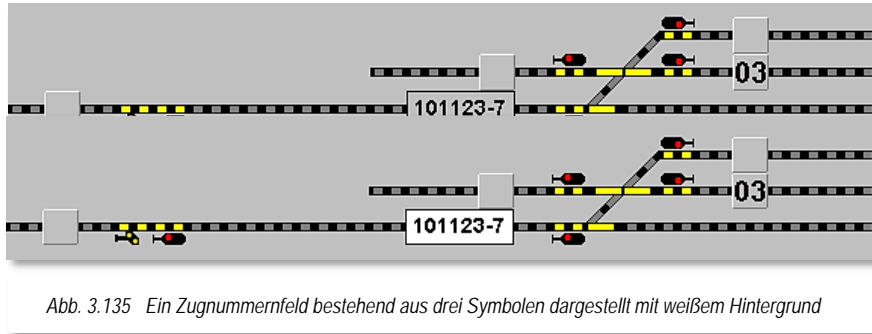 03
101123-7
03
101123-7
Abb. 3.135 Ein Zugnummernfeld bestehend aus drei Symbolen dargestellt mit weißem Hintergrund